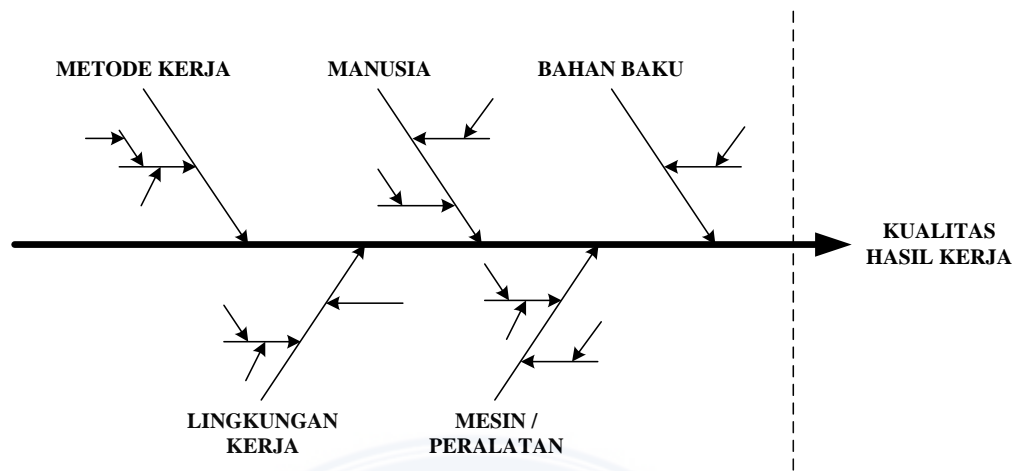 METODE KERJA
MANUSIA
BAHAN BAKU
KUALITAS
HASIL KERJA
LINGKUNGAN
KERJA
MESIN /
PERALATAN